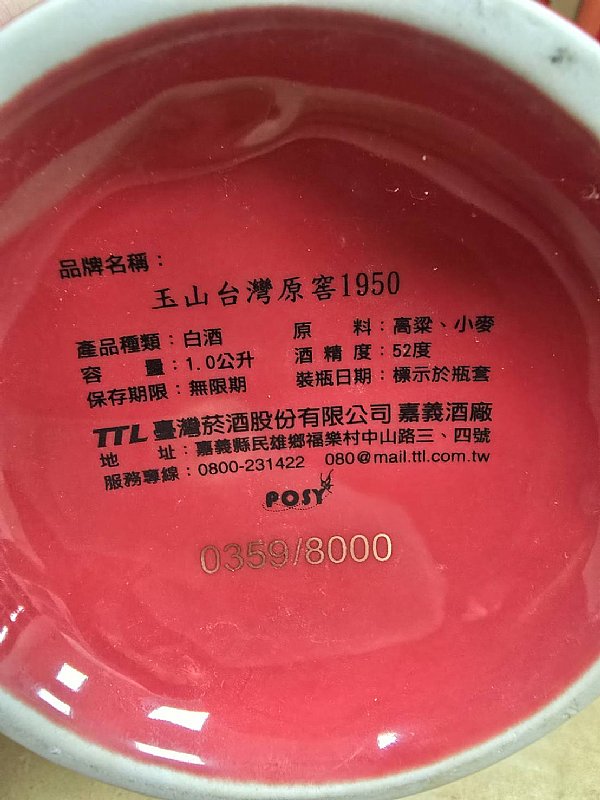 品牌名稱：
玉山台灣原窖1950
產品種類：白酒 原 料：高粱、小麥
容 量：1.0公升 酒精度：52度
保存期限：無限期 裝瓶日期：標示於瓶套
TTL 臺灣菸酒股份有限公司 嘉義酒廠
地 址：嘉義縣民雄鄉福樂村中山路三、四號
服務專線：0800-231422 080@mail.ttl.com.tw
POSY
0359/8000